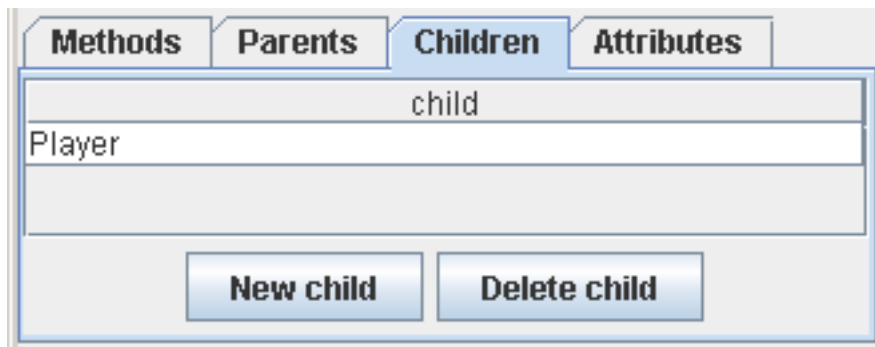 Methods Parents Children Attributes
child
Player
New child Delete child